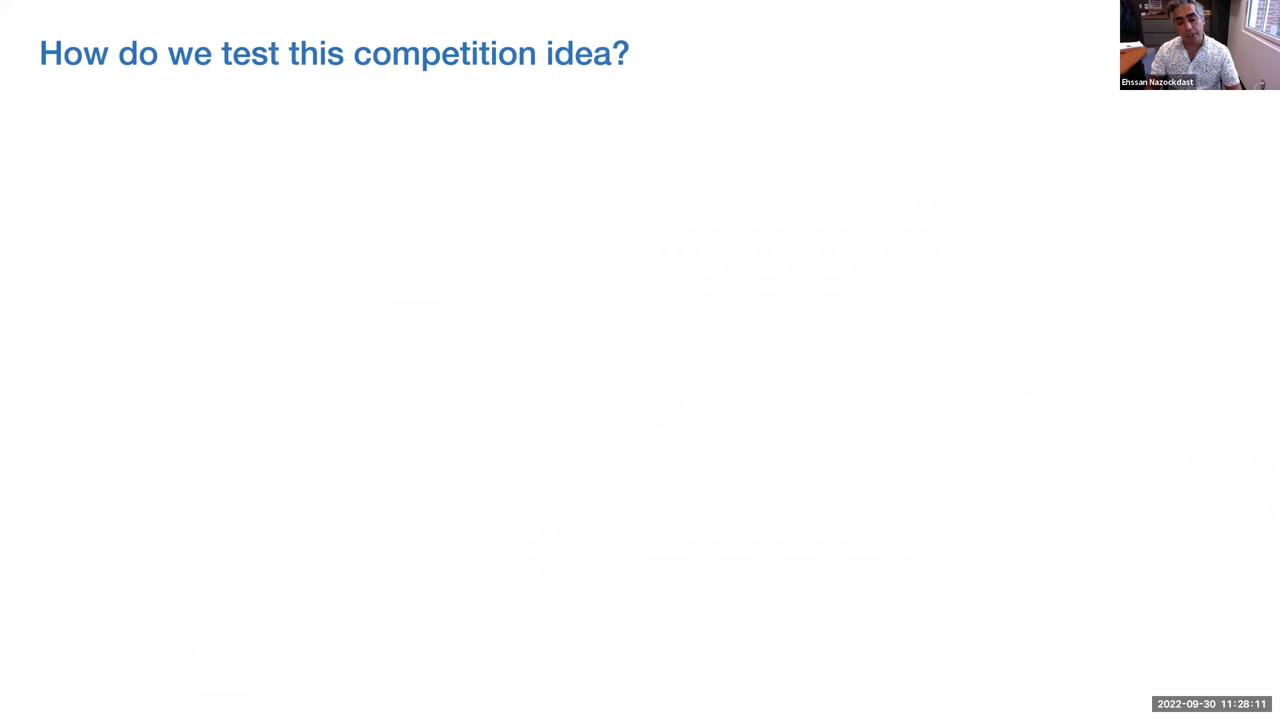 How do we test this competition idea?
Ehssan Nazockdast
2022-09-30 11:28:11